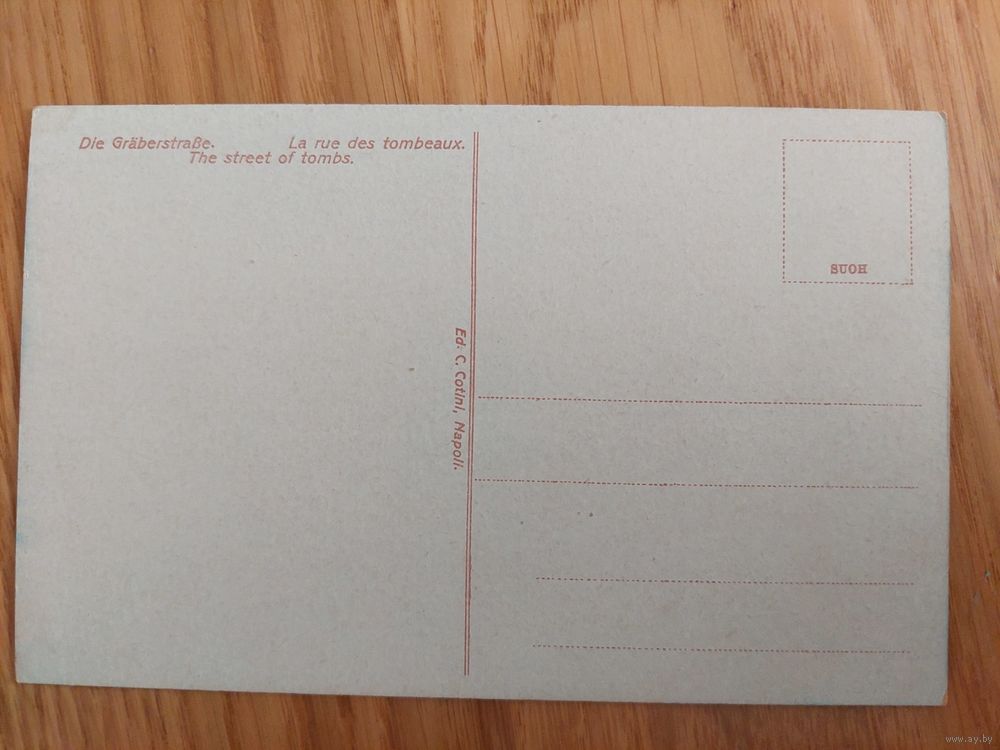 Die Gräberstraße. La rue des tombeaux.
The street of tombs.
SUOH
Ed. C. Cotini, Napoli.
www.ay.by